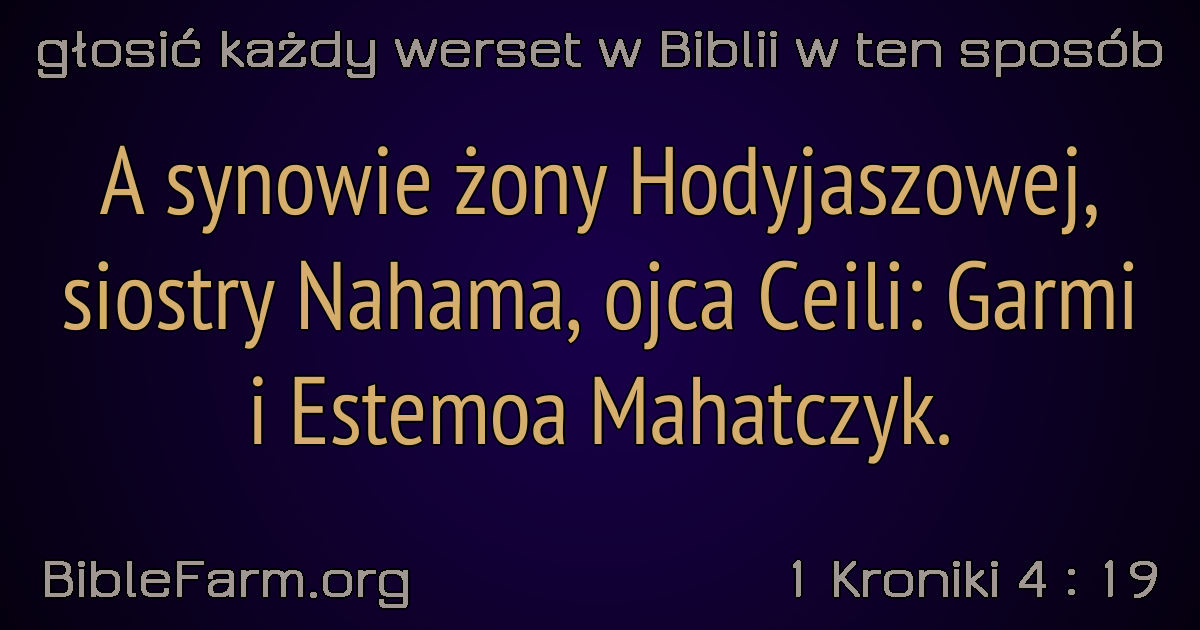 głosić każdy werset w Biblii w ten sposób
A synowie żony Hodyjaszowej,
siostry Nahama, ojca Ceili: Garmi
i Estemoa Mahatczyk.
BibleFarm.org
1 Kroniki 4 : 19